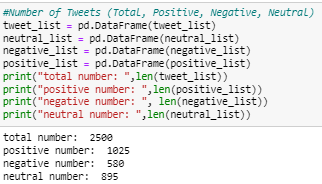 #Number of Tweets (Total, Positive, Negative, Neutral)
tweet_list = pd.DataFrame(tweet_list)
neutral_list = pd.DataFrame(neutral_list)
negative_list = pd.DataFrame(negative_list)
positive_list = pd.DataFrame(positive_list)
print("total number: ",len(tweet_list))
print("positive number: ",len(positive_list))
print("negative number: ", len(negative_list))
print("neutral number: ",len(neutral_list))
total number:  2500
positive number:  1025
negative number:  580
neutral number:  895